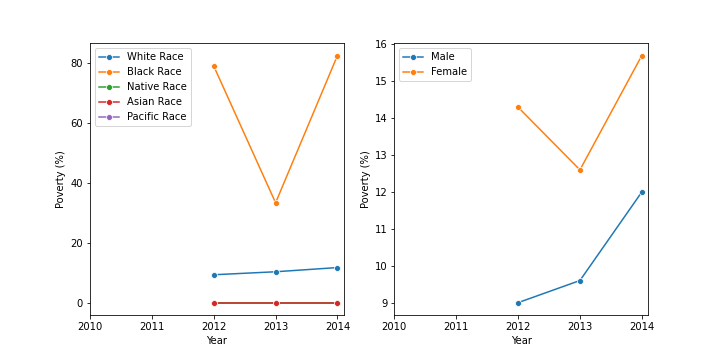 White Race
Black Race
Native Race
Asian Race
Pacific Race
80
60
40
20
0
Poverty (%)
2010 2011 2012 2013 2014
Year
Male
Female
16
15
14
13
12
11
10
9
Poverty (%)
2010 2011 2012 2013 2014
Year